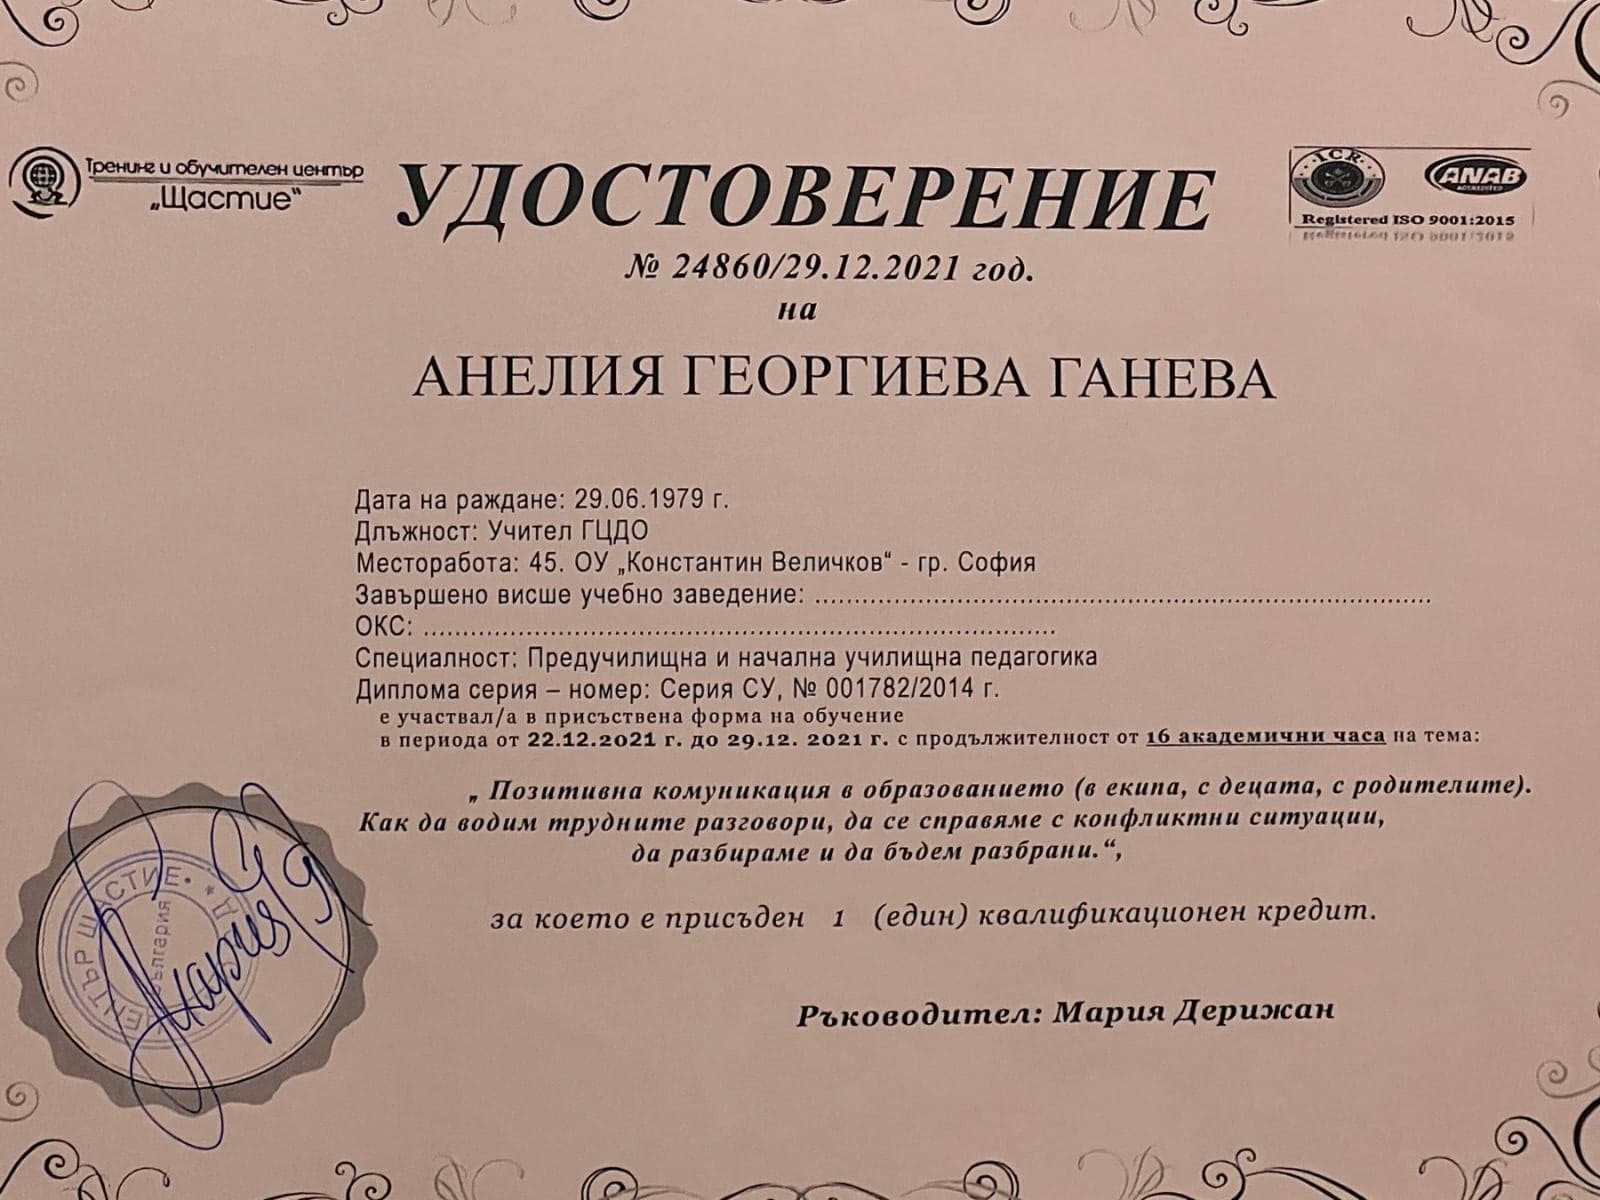 Тренинг и обучителен център
„Щастие“
УДОСТОВЕРЕНИЕ
ICR
ANAB
ACCREDITED
Registered ISO 9001:2015
№ 24860/29.12.2021 год.
на
АНЕЛИЯ ГЕОРГИЕВА ГАНЕВА
Дата на раждане: 29.06.1979 г.
Длъжност: Учител ГЦДО
Месторабота: 45. ОУ „Константин Величков“ - гр. София
Завършено висше учебно заведение: ...............................................................................
ОКС: .................................................................................
Специалност: Предучилищна и начална училищна педагогика
Диплома серия – номер: Серия СУ, № 001782/2014 г.
е участвал/а в присъствена форма на обучение
в периода от 22.12.2021 г. до 29.12. 2021 г. с продължителност от 16 академични часа на тема:
„ Позитивна комуникация в образованието (в екипа, с децата, с родителите).
Как да водим трудните разговори, да се справяме с конфликтни ситуации,
да разбираме и да бъдем разбрани.“,
за което е присъден 1 (един) квалификационен кредит.
Ръководител: Мария Дерижан
ЩАСТИЕ